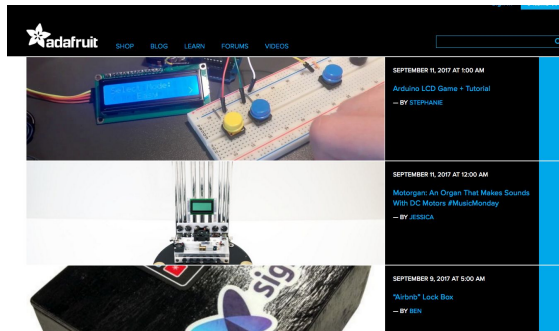 adafruit
SHOP BLOG LEARN FORUMS VIDEOS
SEPTEMBER 11, 2017 AT 1:00 AM
Arduino LCD Game + Tutorial
— BY STEPHANIE
SEPTEMBER 11, 2017 AT 12:00 AM
Motorgan: An Organ That Makes Sounds
With DC Motors #MusicMonday
— BY JESSICA
sig
SEPTEMBER 9, 2017 AT 5:00 AM
"Airbnb" Lock Box
— BY BEN